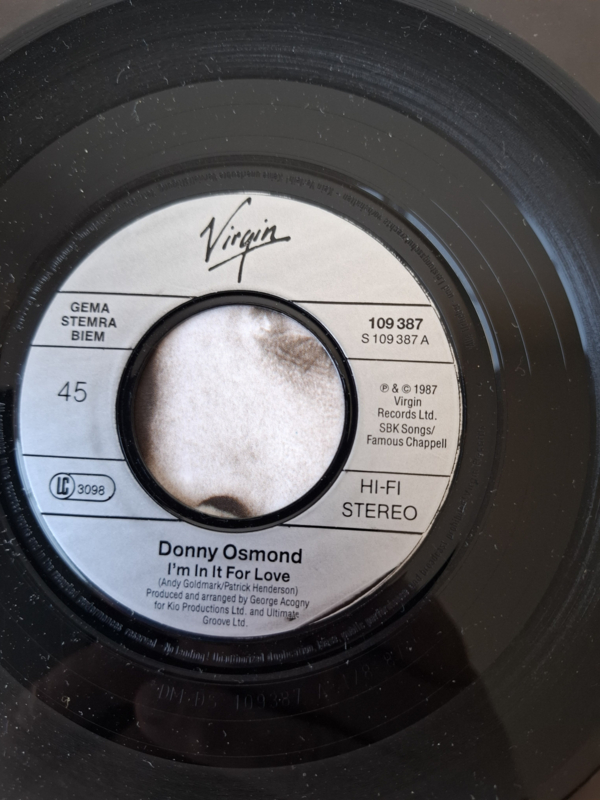 Virgin
GEMA
STEMRA
BIEM
109 387
S 109 387 A
45
℗ & © 1987
Virgin
Records Ltd.
SBK Songs/
Famous Chappell
LC 3098
HI-FI
STEREO
Donny Osmond
I'm In It For Love
(Andy Goldmark/Patrick Henderson)
Produced and arranged by George Acogny
for Kio Productions Ltd. and Ultimate
Groove Ltd.
109387 A